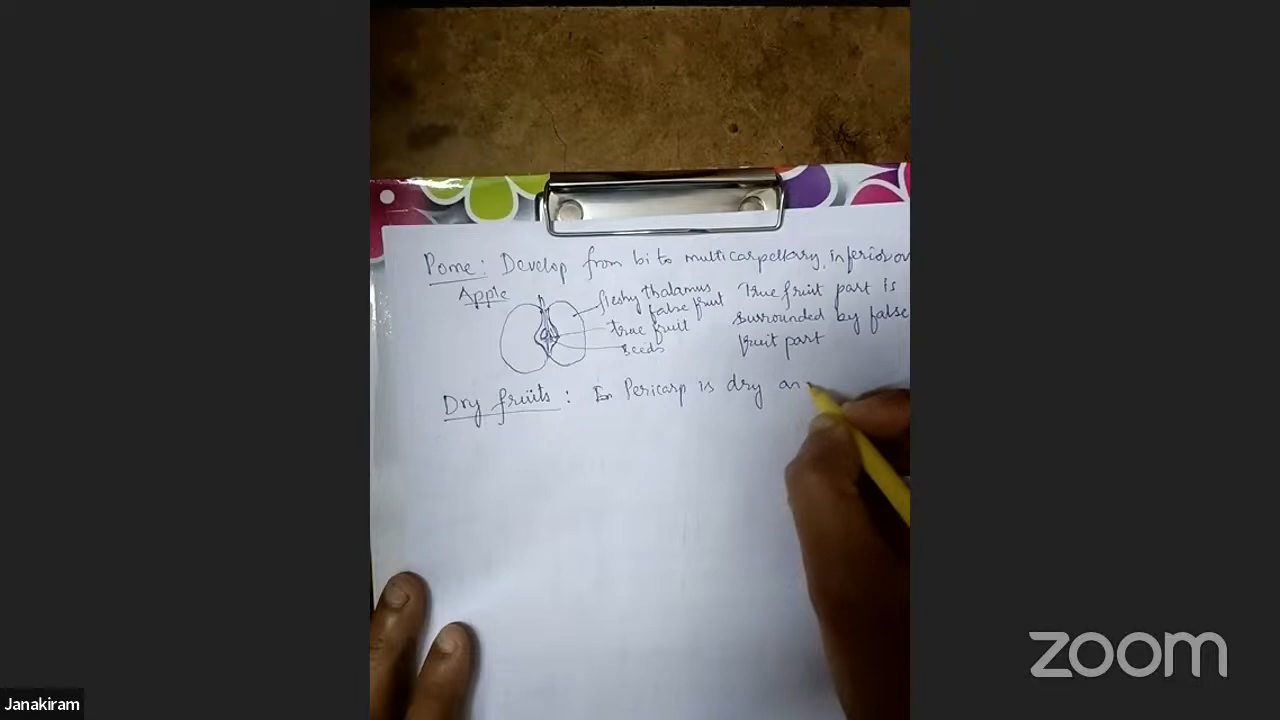 Pome: Develop from bi to multicarpellary, inferior ov
Apple
fleshy thalamus
false fruit
true fruit
seeds
True fruit part is
surrounded by false
fruit part
Dry fruits : Pericarp is dry an
Janakiram
zoom